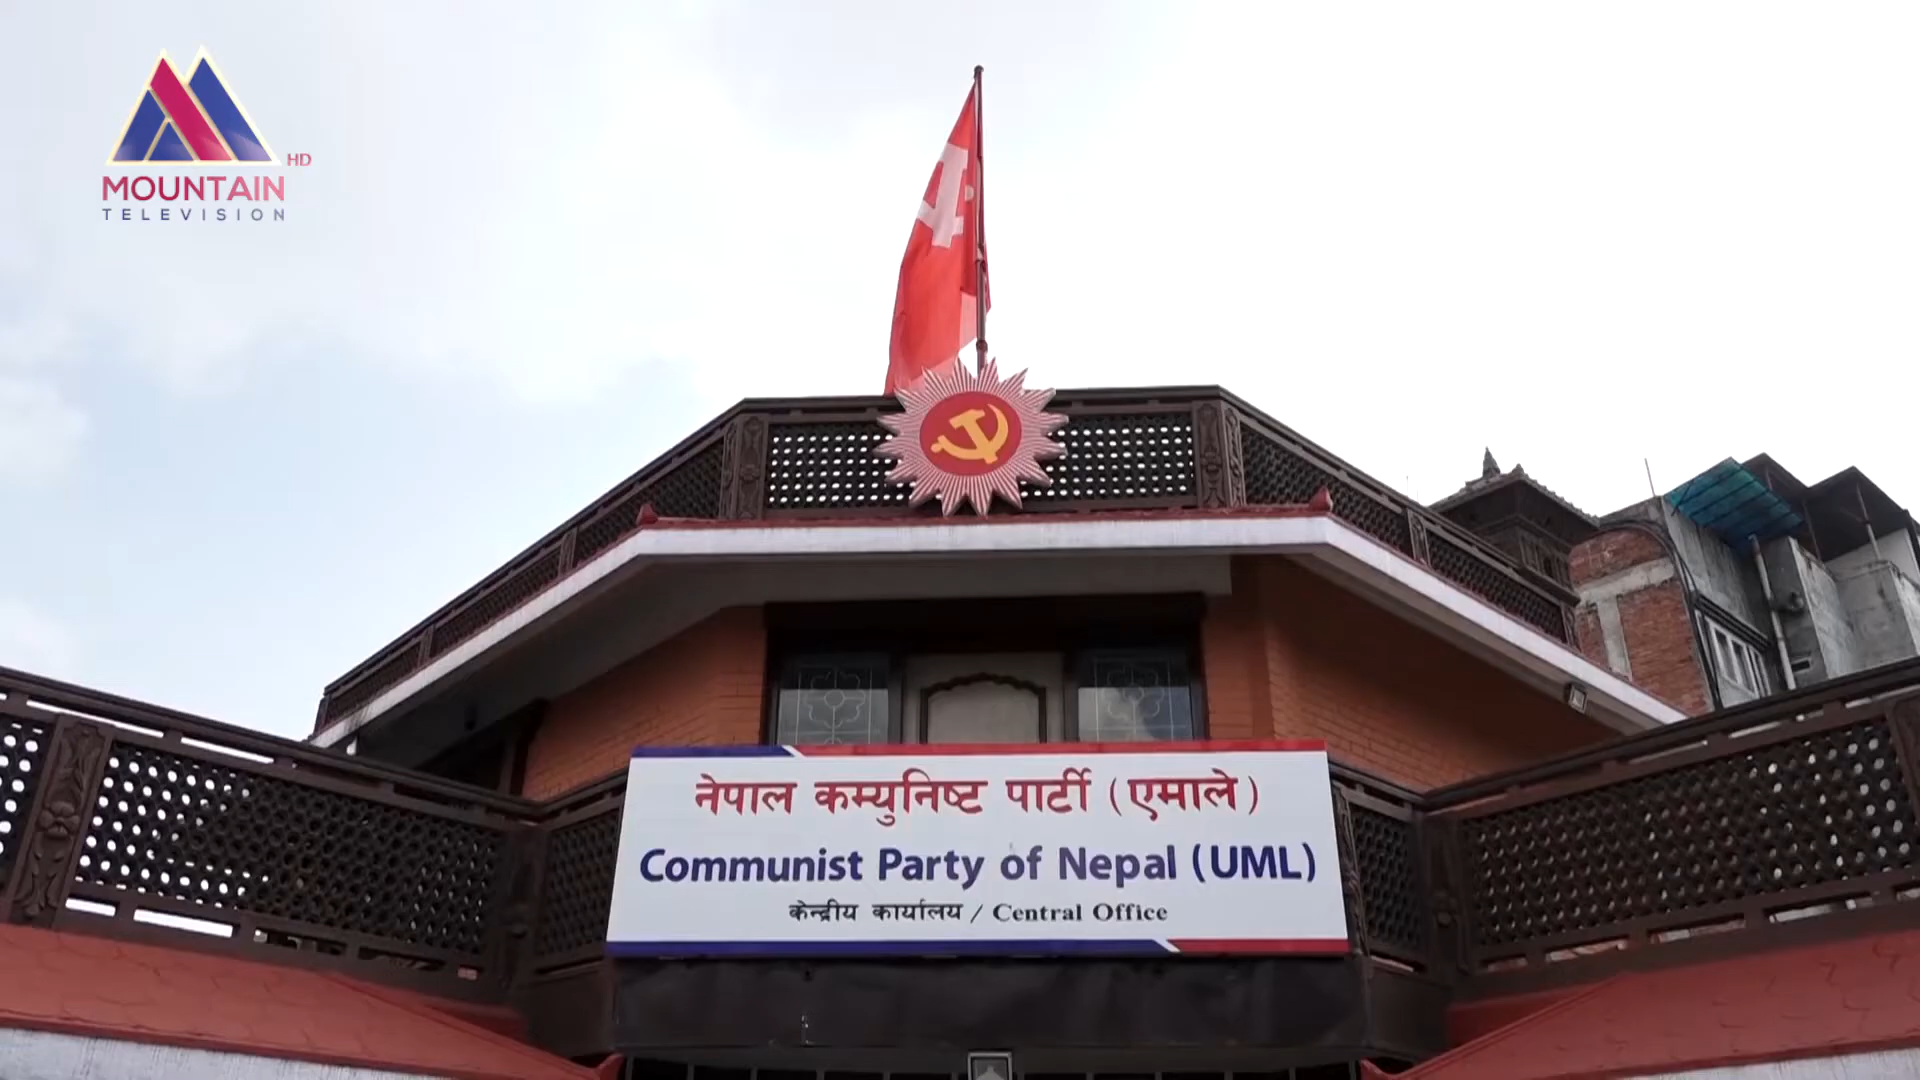 HD
MOUNTAIN
TELEVISION
नेपाल कम्युनिष्ट पार्टी (एमाले)
Communist Party of Nepal (UML)
केन्द्रीय कार्यालय / Central Office